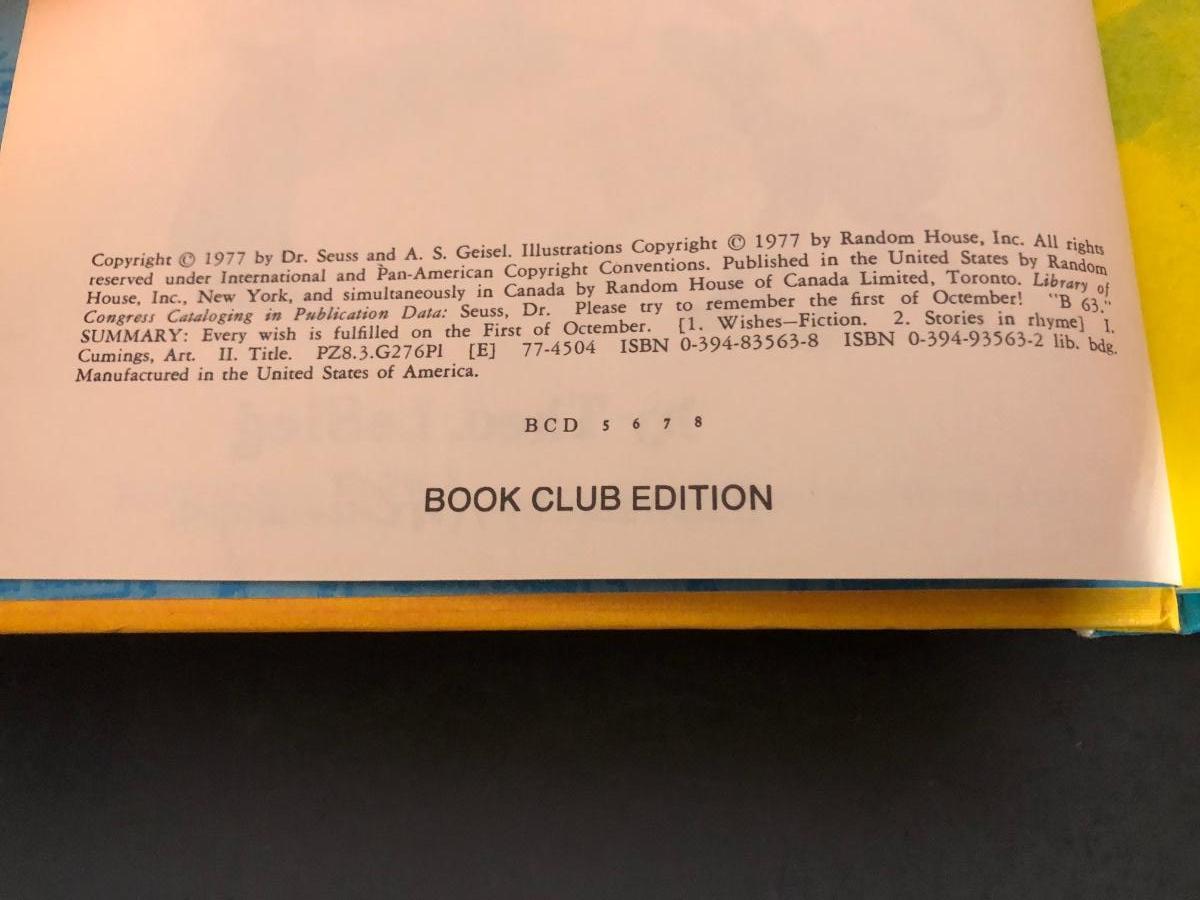 Copyright © 1977 by Dr. Seuss and A. S. Geisel. Illustrations Copyright © 1977 by Random House, Inc. All rights
reserved under International and Pan-American Copyright Conventions. Published in the United States by Random
House, Inc., New York, and simultaneously in Canada by Random House of Canada Limited, Toronto. Library of
Congress Cataloging in Publication Data: Seuss, Dr. Please try to remember the first of Octember! "B 63."
SUMMARY: Every wish is fulfilled on the First of Octember. [1. Wishes—Fiction. 2. Stories in rhyme] I.
Cumings, Art. II. Title. PZ8.3.G276Pl [E] 77-4504 ISBN 0-394-83563-8 ISBN 0-394-93563-2 lib. bdg.
Manufactured in the United States of America.
BCD 5 6 7 8
BOOK CLUB EDITION